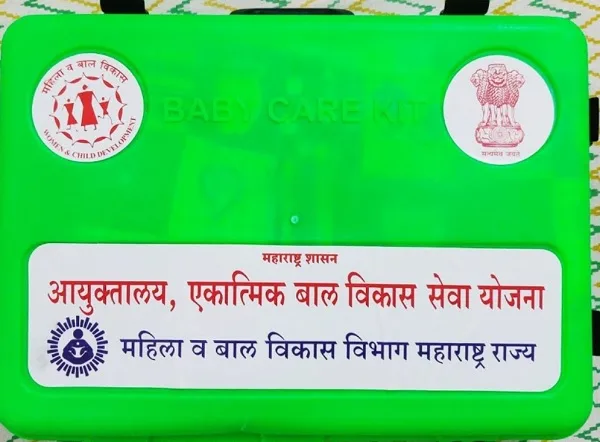 महिला व बाल विकास
WOMEN & CHILD DEVELOPMENT
BABY CARE KIT
सत्यमेव जयते
महाराष्ट्र शासन
आयुक्तालय, एकात्मिक बाल विकास सेवा योजना
महिला व बाल विकास विभाग महाराष्ट्र राज्य